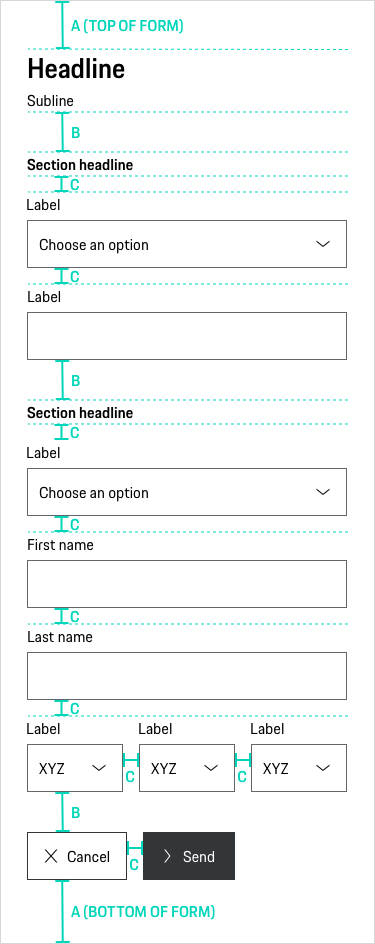 A (TOP OF FORM)
Headline
Subline
B
Section headline
C
Label
Choose an option
C
Label
B
Section headline
C
Label
Choose an option
C
First name
C
Last name
C
Label Label Label
XYZ C XYZ C XYZ
B
Cancel C Send
A (BOTTOM OF FORM)